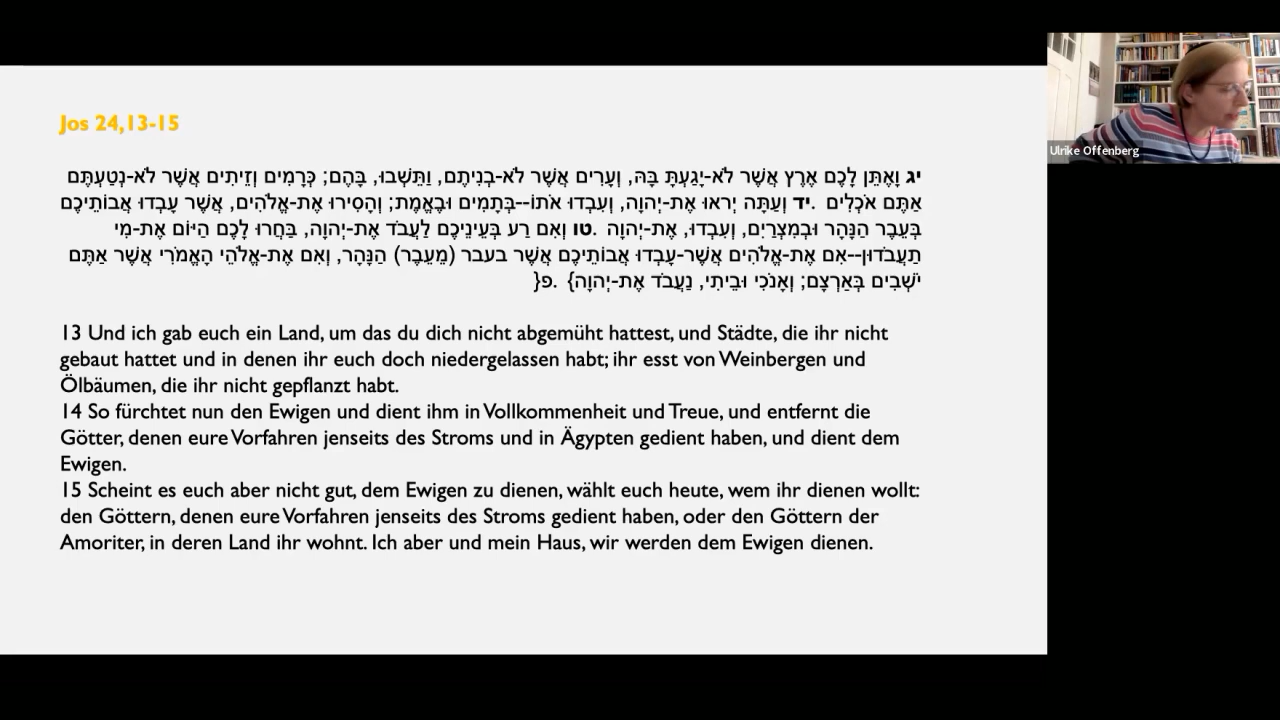 Jos 24,13-15
יג וָאֶתֵּן לָכֶם אֶרֶץ אֲשֶׁר לֹא-יָגַעְתָּ בָּהּ, וְעָרִים אֲשֶׁר לֹא-בְנִיתֶם, וַתֵּשְׁבוּ, בָּהֶם; כְּרָמִים וְזֵיתִים אֲשֶׁר לֹא-נְטַעְתֶּם
אַתֶּם אֹכְלִים .יד וְעַתָּה יְראוּ אֶת-יְהוָה, וְעִבְדוּ אֹתוֹ--בְּתָמִים וּבֶאֱמֶת; וְהָסִירוּ אֶת-אֱלֹהִים, אֲשֶׁר עָבְדוּ אֲבוֹתֵיכֶם
בְּעֵבֶר הַנָּהָר וּבְמִצְרַיִם, וְעִבְדוּ, אֶת-יְהוָה .טו וְאִם רַע בְּעֵינֵיכֶם לַעֲבֹד אֶת-יְהוָה, בַּחֲרוּ לָכֶם הַיּוֹם אֶת-מִי
תַעֲבֹדוּן--אִם אֶת-אֱלֹהִים אֲשֶׁר-עָבְדוּ אֲבוֹתֵיכֶם אֲשֶׁר בעבר (מֵעֵבֶר) הַנָּהָר, וְאִם אֶת-אֱלֹהֵי הָאֱמֹרִי אֲשֶׁר אַתֶּם
יֹשְׁבִים בְּאַרְצָם; וְאָנֹכִי וּבֵיתִי, נַעֲבֹד אֶת-יְהוָה} .פ{
13 Und ich gab euch ein Land, um das du dich nicht abgemüht hattest, und Städte, die ihr nicht
gebaut hattet und in denen ihr euch doch niedergelassen habt; ihr esst von Weinbergen und
Ölbäumen, die ihr nicht gepflanzt habt.
14 So fürchtet nun den Ewigen und dient ihm in Vollkommenheit und Treue, und entfernt die
Götter, denen eure Vorfahren jenseits des Stroms und in Ägypten gedient haben, und dient dem
Ewigen.
15 Scheint es euch aber nicht gut, dem Ewigen zu dienen, wählt euch heute, wem ihr dienen wollt:
den Göttern, denen eure Vorfahren jenseits des Stroms gedient haben, oder den Göttern der
Amoriter, in deren Land ihr wohnt. Ich aber und mein Haus, wir werden dem Ewigen dienen.
Ulrike Offenberg